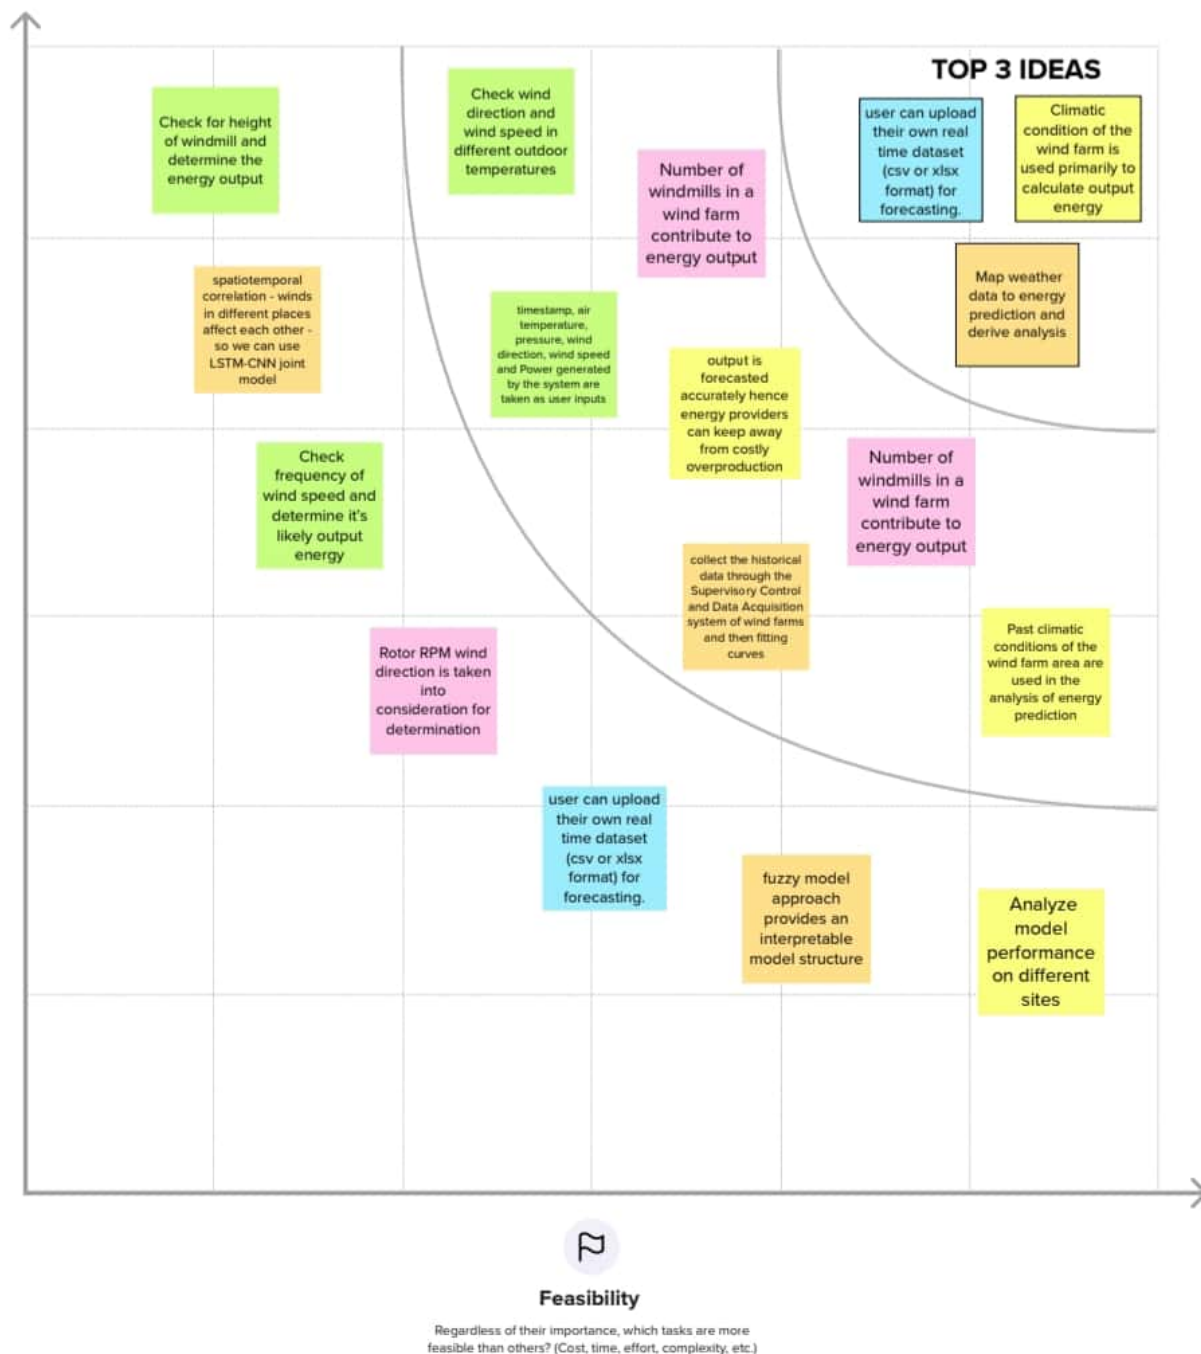 TOP 3 IDEAS
Check for height
of windmill and
determine the
energy output
Check wind
direction and
wind speed in
different outdoor
temperatures
Number of
windmills in a
wind farm
contribute to
energy output
user can upload
their own real
time dataset
(csv or xlsx
format) for
forecasting.
Climatic
condition of the
wind farm is
used primarily to
calculate output
energy
Map weather
data to energy
prediction and
derive analysis
spatiotemporal
correlation - winds
in different places
affect each other -
so we can use
LSTM-CNN joint
model
timestamp, air
temperature,
pressure, wind
direction, wind speed
and Power generated
by the system are
taken as user inputs
output is
forecasted
accurately hence
energy providers
can keep away
from costly
overproduction
Check
frequency of
wind speed and
determine it's
likely output
energy
Number of
windmills in a
wind farm
contribute to
energy output
collect the historical
data through the
Supervisory Control
and Data Acquisition
system of wind farms
and then fitting
curves
Past climatic
conditions of the
wind farm area are
used in the
analysis of energy
prediction
Rotor RPM wind
direction is taken
into
consideration for
determination
user can upload
their own real
time dataset
(csv or xlsx
format) for
forecasting.
fuzzy model
approach
provides an
interpretable
model structure
Analyze
model
performance
on different
sites
Feasibility
Regardless of their importance, which tasks are more
feasible than others? (Cost, time, effort, complexity, etc.)